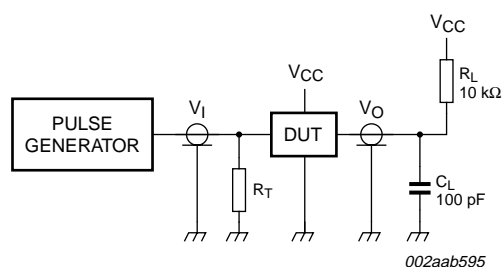 V_CC
R_L
10 kΩ
V_CC
V_I
V_O
PULSE
GENERATOR
DUT
R_T
C_L
100 pF
002aab595